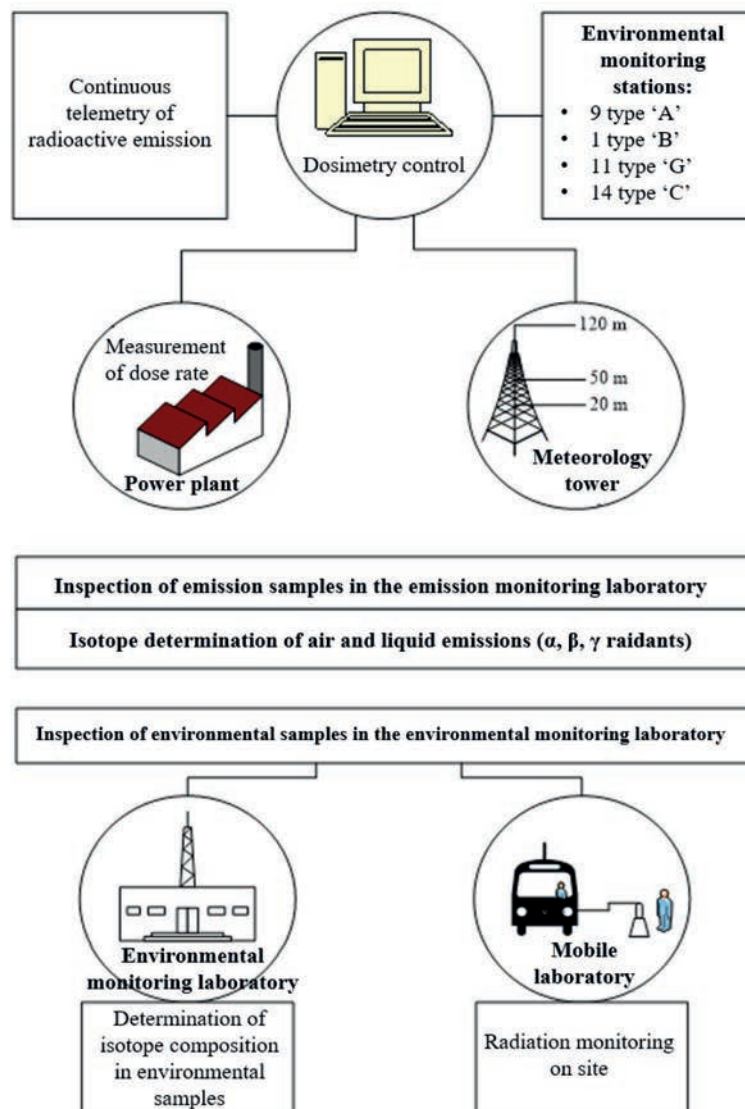 Continuous
telemetry of
radioactive emission
Dosimetry control
Environmental
monitoring
stations:
• 9 type ‘A’
• 1 type ‘B’
• 11 type ‘G’
• 14 type ‘C’
Measurement
of dose rate
Power plant
120 m
50 m
20 m
Meteorology
tower
Inspection of emission samples in the emission monitoring laboratory
Isotope determination of air and liquid emissions (α, β, γ raidants)
Inspection of environmental samples in the environmental monitoring laboratory
Environmental
monitoring laboratory
Determination of
isotope composition
in environmental
samples
Mobile
laboratory
Radiation monitoring
on site